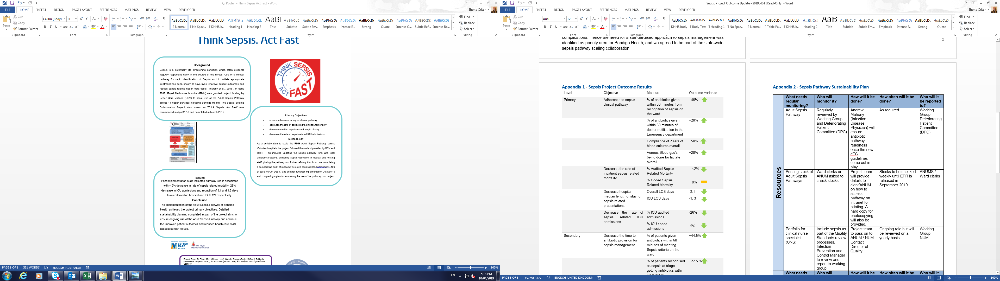 QI Poster - Think Sepsis Act Fast - Word
FILE HOME INSERT DESIGN PAGE LAYOUT REFERENCES MAILINGS REVIEW VIEW DEVELOPER
Shona Critch
Cut
Copy
Format Painter
Paste
Calibri (Body) 11
Find
Replace
Select
AaBbCcDc AaBbCcDc AaBbCcDc AaBbCc AaBbCcC AaBl AaBbCcC AaBbCcDc AaBbCcDc AaBbCcDc AaBbCcDc AaBbCcDc AaBbCcDc AABBCCDC AABBCCDC
¶ Normal ¶ No Spac... ¶ DHHS b... Heading 1 Heading 2 Title Subtitle Subtle Em... Emphasis Intense E... Strong Quote Intense Q... Subtle Ref... Intense Re...
Clipboard Font Paragraph Styles Editing
Think Sepsis. Act Fast
Background
Sepsis is a potentially life threatening condition which often presents
vaguely; especially early in the course of the illness. Use of a clinical
pathway for rapid identification of Sepsis and to initiate appropriate
treatment has been shown to save lives, improve patient outcomes and
reduce sepsis related health care costs (Thursky et al., 2018). In early
2018, Royal Melbourne hospital (RMH) was granted project funding by
Better Care Victoria (BCV) to scale use of the Adult Sepsis Pathway
across 11 health services including Bendigo Health. The Sepsis Scaling
Collaboration Project, also known as "Think Sepsis. Act Fast" was
commenced in April 2018 and completed in March 2019.
THINK SEPSIS
ACT FAST
Primary Objectives
• ensure adherence to sepsis clinical pathway
• decrease the rate of sepsis related inpatient mortality
• decrease median sepsis related length of stay
• decrease the rate of sepsis related ICU admissions
Methodology
As a collaboration to scale the RMH Adult Sepsis Pathway across
Victorian hospitals, the project followed the method provided by BCV and
RMH. This included updating the Sepsis pathway form with local
antibiotic protocols, delivering Sepsis education to medical and nursing
staff, piloting the pathway and further refining it for local use, completing
a comparative audit of randomly selected sepsis related admissions, 100
at baseline Oct-Dec 17 and another 100 post implementation Oct-Dec 18
and completing a plan for sustaining the use of the pathway post project.
Results
Post implementation audit indicated pathway use is associated
with < 2% decrease in rate of sepsis related mortality, 26%
decrease in ICU admissions and reduction of 3.1 and 1.3 days
to overall median hospital and ICU LOS respectively.
Conclusion
The implementation of the Adult Sepsis Pathway at Bendigo
Health achieved the project primary objectives. Detailed
sustainability planning completed as part of the project aims to
ensure ongoing use of the Adult Sepsis Pathway and continue
the improved patient outcomes and reduced health care costs
associated with its use.
BETTER CARE VICTORIA
The Royal Melbourne Hospital
Project Team: Dr Dhruv Mori (Clinical Lead), Camilla Savage (Project Officer), Bridgette
McGauchie (Project Officer), Shona Critch (Project Lead) and Robyn Lindsay (Executive
Sponsor)
PAGE 1 OF 1 351 WORDS ENGLISH (AUSTRALIA) 100%
EN 5:18 PM
10/04/2019
Sepsis Project Outcome Update - 20190404 [Read-Only] - Word
FILE HOME INSERT DESIGN PAGE LAYOUT REFERENCES MAILINGS REVIEW VIEW DEVELOPER
Shona Critch
Cut
Copy
Format Painter
Paste
Arial 12
Find
Replace
Select
AaBbCcDc AaBbCcDdEe AaBbCcDdE AaBbCcDc AaBbCcDc AaBbCcDc AaBbCcDc AaBbCcI AaB AaBbCcC AaBbCcDc AaBbCcDc AaBbCcDc AaBbCcDc AaBbCcDc
DHHS body ¶ Body Text ¶ Heading 1 ¶ No Spac... ¶ Normal ¶ Table Pa... ¶ DHHS b... Heading 2 Title Subtitle Subtle Em... Emphasis Intense E... Strong Quote
Clipboard Font Paragraph Styles Editing
complications. Hence the need for a standardised approach to sepsis management was
identified as priority area for Bendigo Health, and we agreed to be part of the state-wide
sepsis pathway scaling collaboration.
2
Appendix 1 - Sepsis Project Outcome Results
Level Objective Measure Outcome variance
Primary Adherence to sepsis clinical pathway % of antibiotics given within 60 minutes from recognition of sepsis on the ward +46%
% of antibiotics given within 60 minutes of doctor notification in the Emergency department +28%
Compliance of 2 sets of blood cultures overall +50%
Venous Blood gas's being done for lactate overall +20%
Decrease the rate of inpatient sepsis related mortality % Audited Sepsis Related Mortality -<2%
% Coded Sepsis Related Mortality 0%
Decrease hospital median length of stay for sepsis related presentations Overall LOS days -3.1
ICU LOS days -1. 3
Decrease the rate of sepsis related ICU admissions % ICU audited admissions -26%
% ICU coded admissions -5%
Secondary Decrease the time to antibiotic provision for sepsis management % of patients given antibiotics within 60 minutes of meeting Sepsis criteria on the ward +44.5%
% of patients recognised as sepsis at triage getting antibiotics within 60 minutes +22.5 %
Appendix 2 - Sepsis Pathway Sustainability Plan
What needs regular monitoring? Who will monitor it? How will it be done? How often will it be done? Who will it be reported to?
Resources
Adult Sepsis Pathway Regularly reviewed by Working Group and Deteriorating Patient Committee (DPC) Andrew Mahony (Infection Disease Physician) will ensure antibiotic pathway readiness once the new eTG guidelines come out in May. As required Working Group Deteriorating Patient Committee (DPC)
Printing stock of Adult Sepsis Pathways Ward clerks or ANUM asked to check stocks. Project team will provide details to clerk/ANUM on how to access pathway on intranet for printing. A hard copy for photocopying will also be provided. Stocks to be checked weekly until EPR is released in September 2019. ANUMS / Ward clerks
Portfolio for clinical nurse specialist (CNS) Include sepsis as part of the Quality Standards review processes. Infection Prevention and Control Manager to review and report to working group Project team to pass on to ANUM / NUM. Contact Director of Quality Ongoing role but will be reviewed on a yearly basis Working Group NUM
What needs Who will How will it be How often will it be Who will it
PAGE 3 OF 6 1452 WORDS ENGLISH (UNITED KINGDOM) 100%